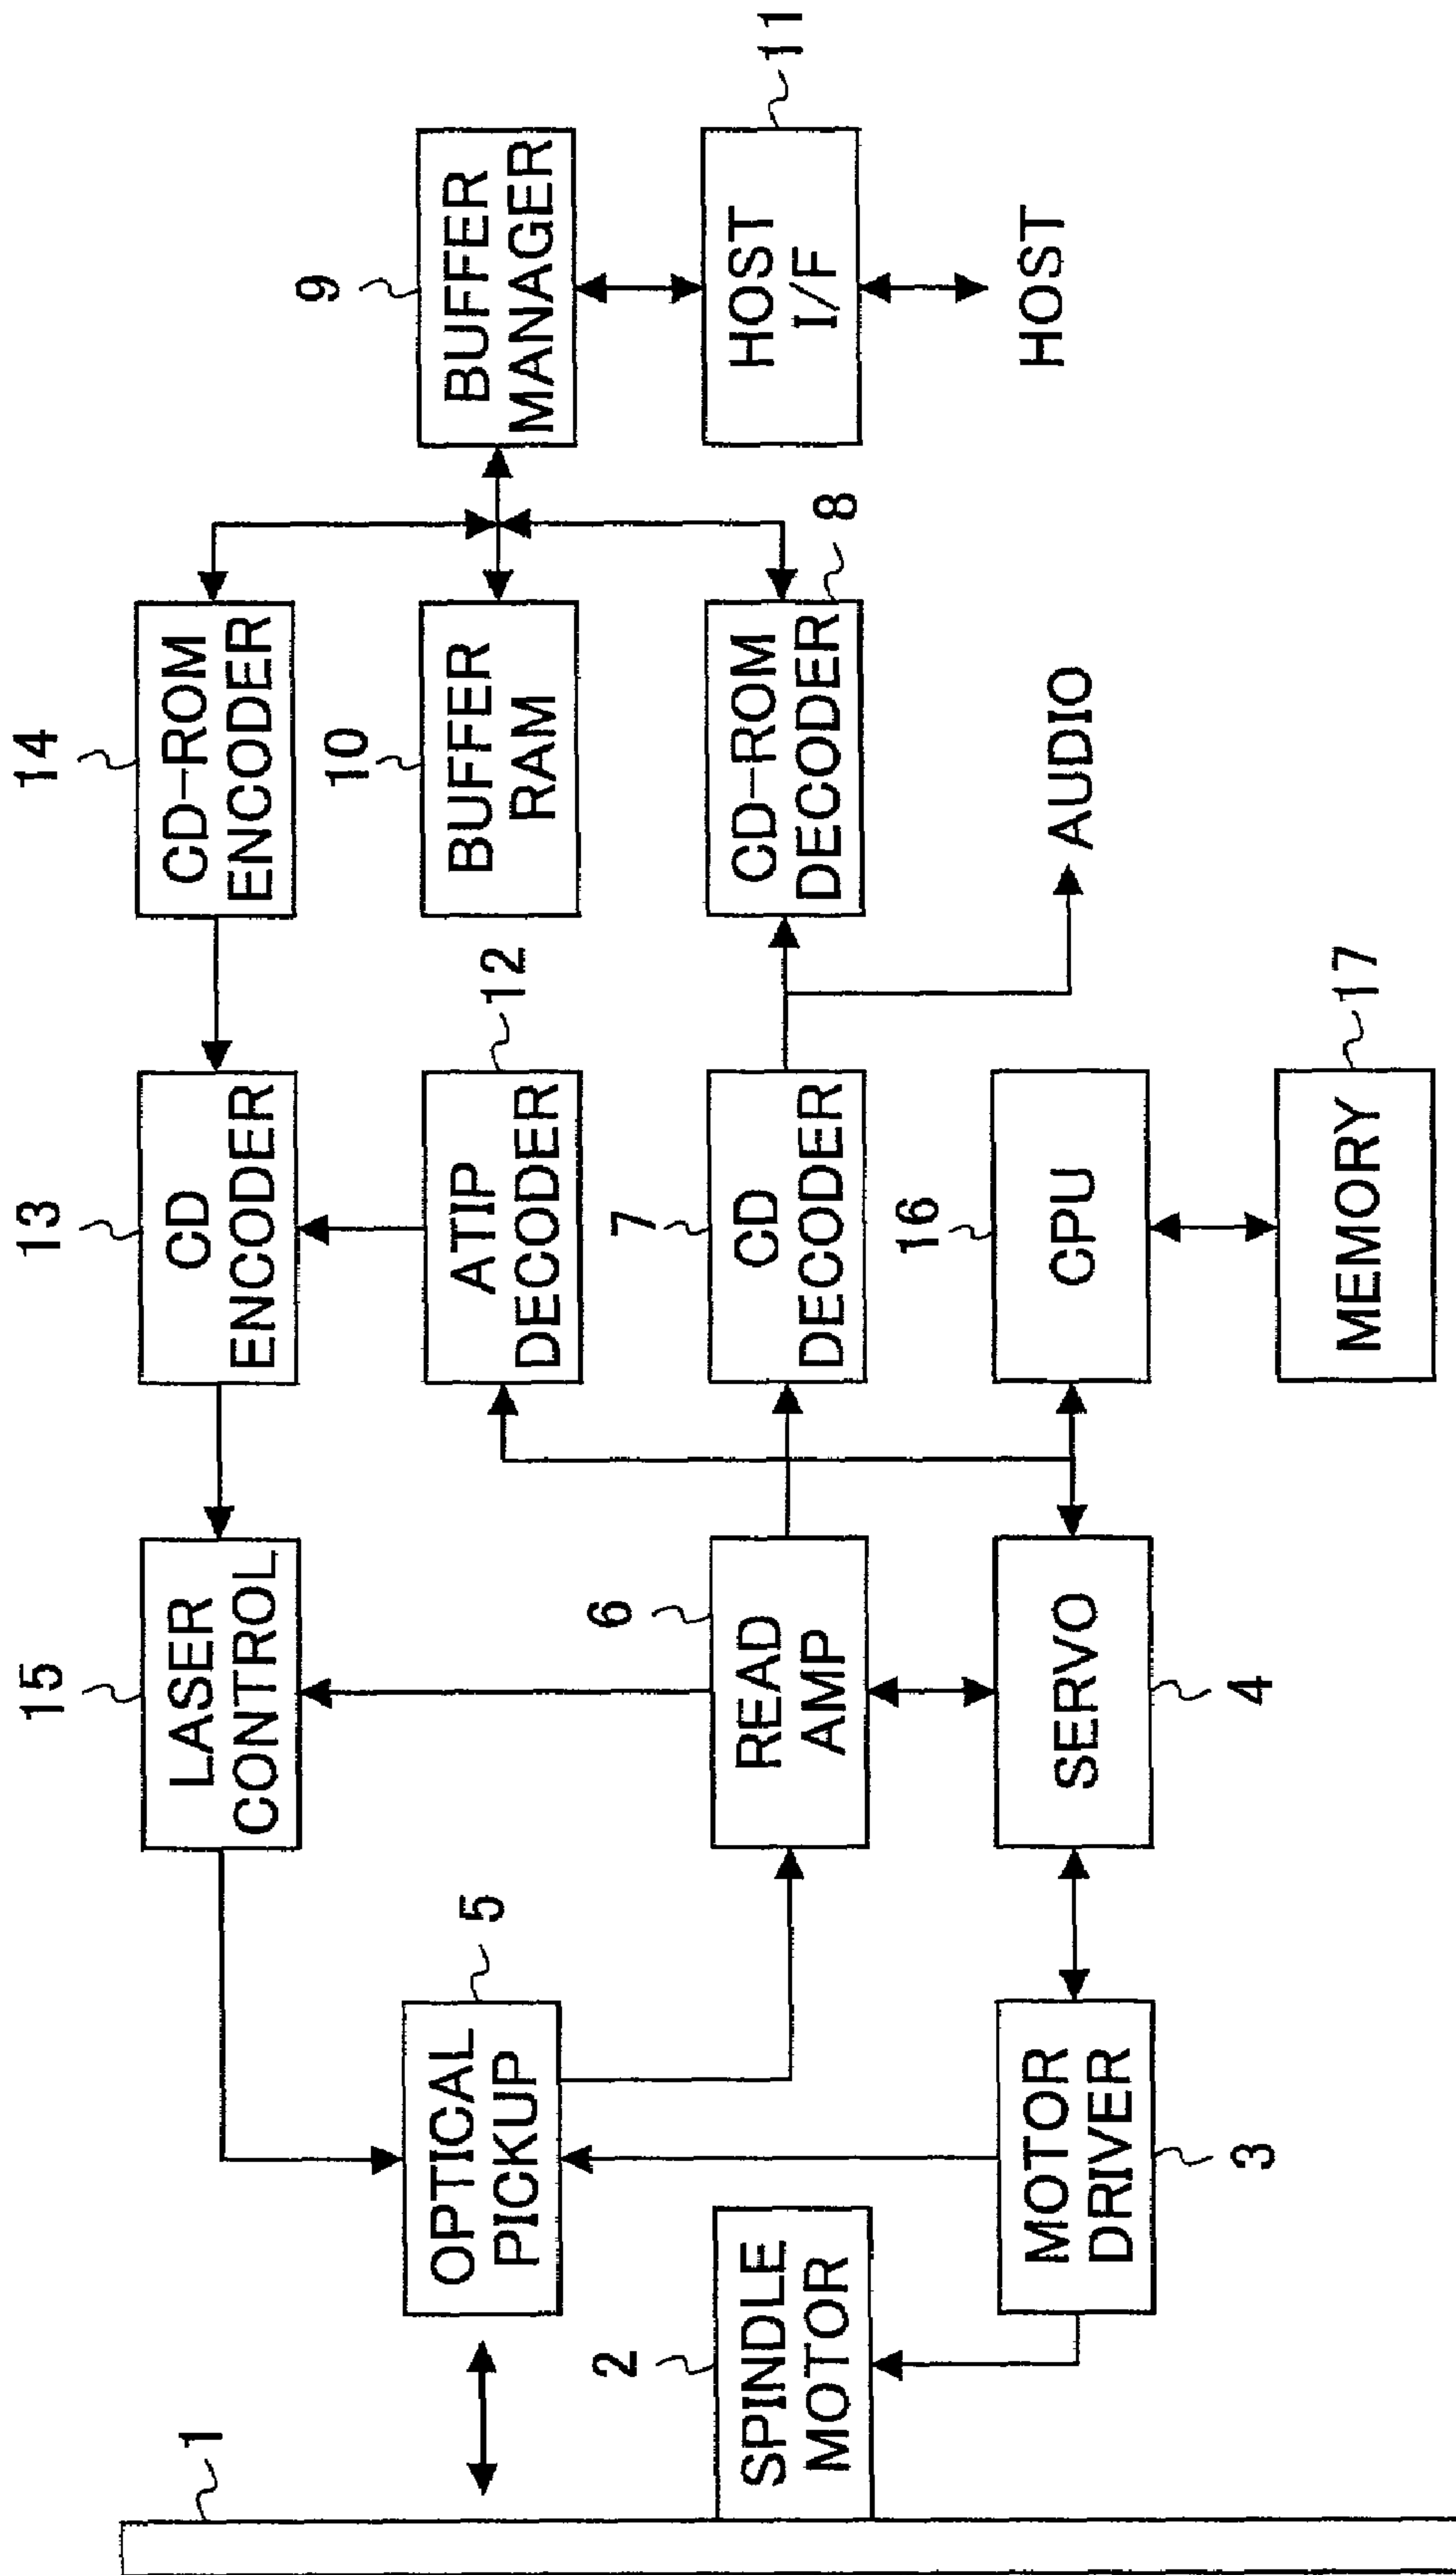 15
13
14
1
LASER
CONTROL
CD
ENCODER
CD-ROM
ENCODER
5
12
10
9
OPTICAL
PICKUP
ATIP
DECODER
BUFFER
RAM
BUFFER
MANAGER
2
6
7
8
11
SPINDLE
MOTOR
READ
AMP
CD
DECODER
CD-ROM
DECODER
HOST
I/F
16
MOTOR
DRIVER
SERVO
CPU
AUDIO
HOST
3
4
17
MEMORY